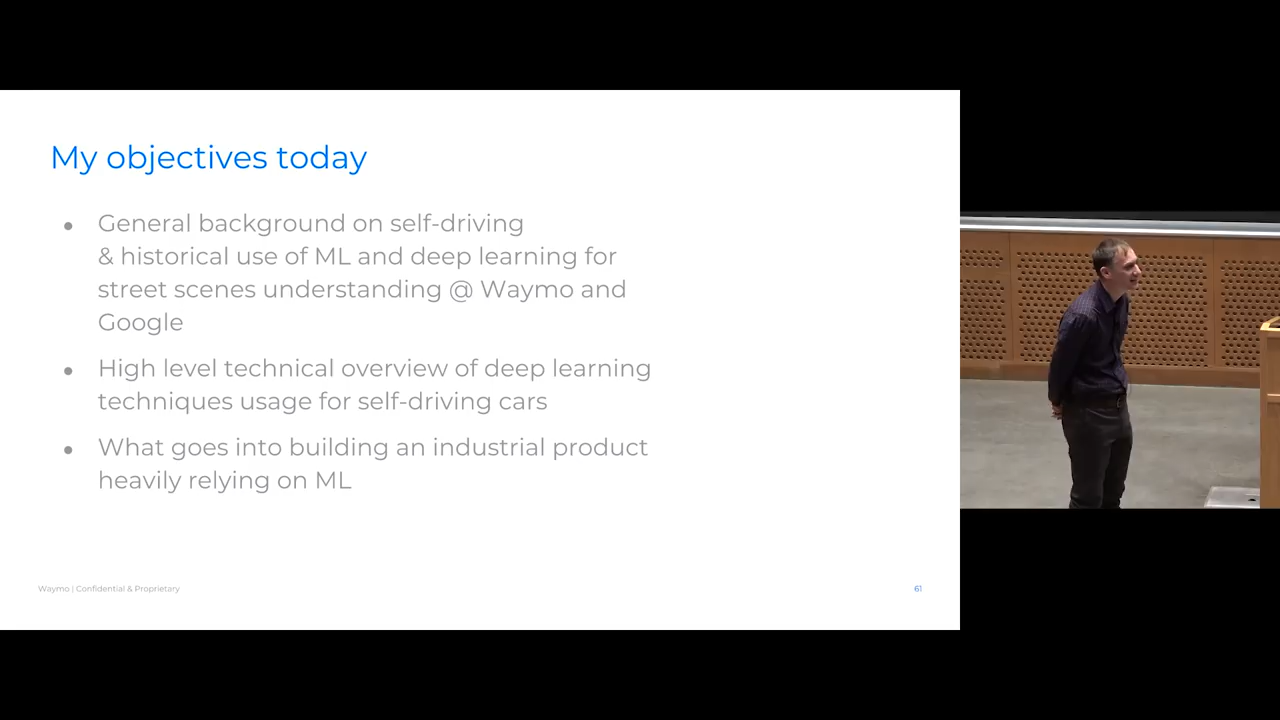 My objectives today
● General background on self-driving
& historical use of ML and deep learning for
street scenes understanding @ Waymo and
Google
● High level technical overview of deep learning
techniques usage for self-driving cars
● What goes into building an industrial product
heavily relying on ML
Waymo | Confidential & Proprietary
61